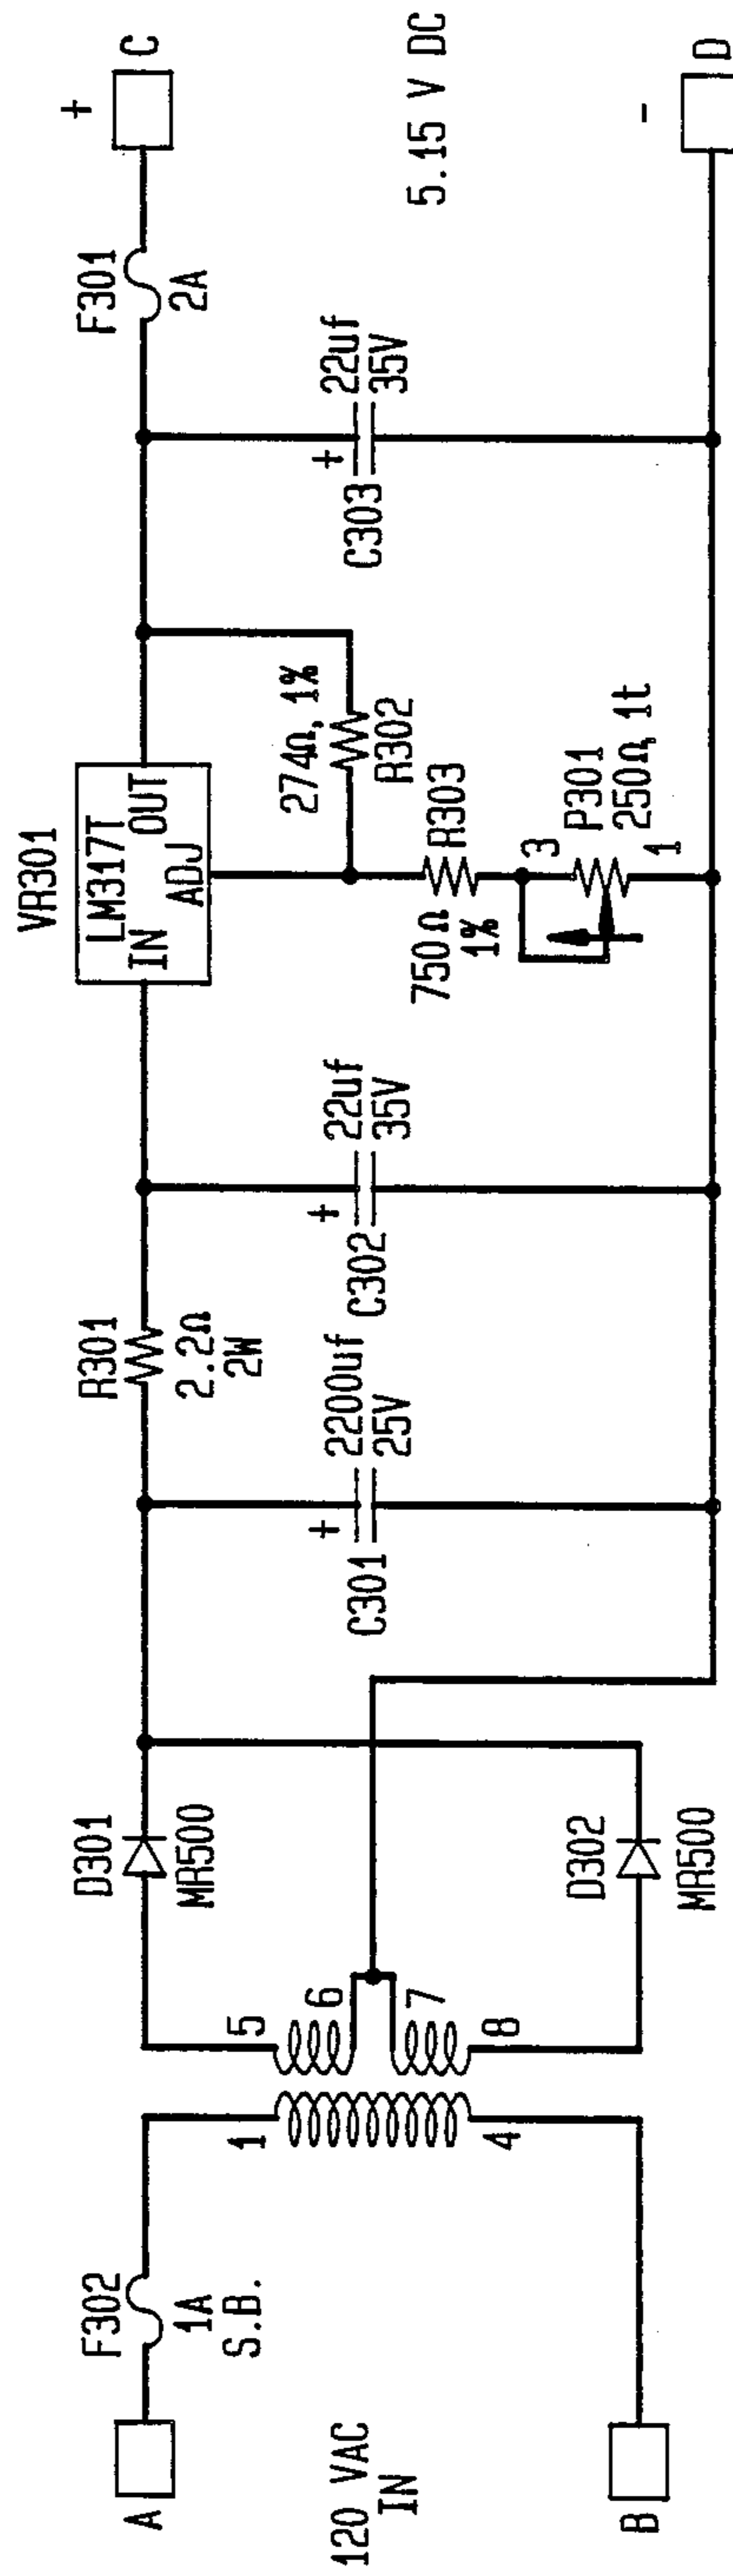 A
120 VAC
IN
B
F302
1A
S.B.
1
4
5
6
7
8
D301
MR500
D302
MR500
+
C301
2200uf
25V
R301
2.2Ω
2W
+
C302
22uf
35V
VR301
LM317T
IN
OUT
ADJ
274Ω, 1%
R302
750Ω
1%
R303
3
P301
250Ω, 1t
1
+
C303
22uf
35V
F301
2A
+
C
5.15 V DC
-
D